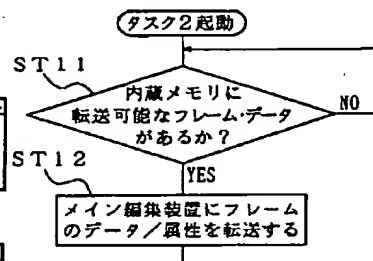 タスク2起動
ST11
内蔵メモリに
転送可能なフレーム・データ
があるか?
NO
ST12
YES
メイン編集装置にフレーム
のデータ/属性を転送する